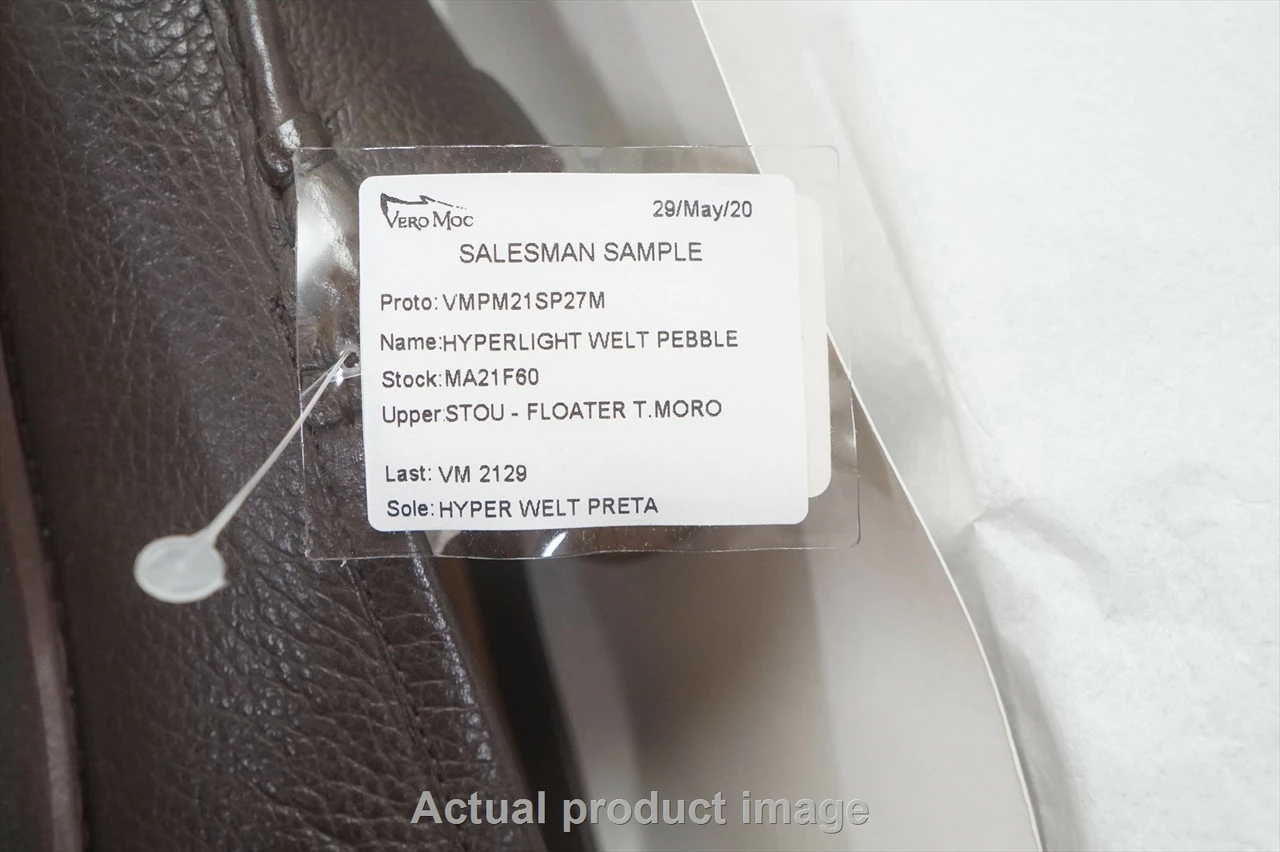 VERO MOC
29/May/20
SALESMAN SAMPLE
Proto: VMPM21SP27M
Name:HYPERLIGHT WELT PEBBLE
Stock: MA21F60
Upper:STOU - FLOATER T.MORO
Last: VM 2129
Sole: HYPER WELT PRETA
Actual product image